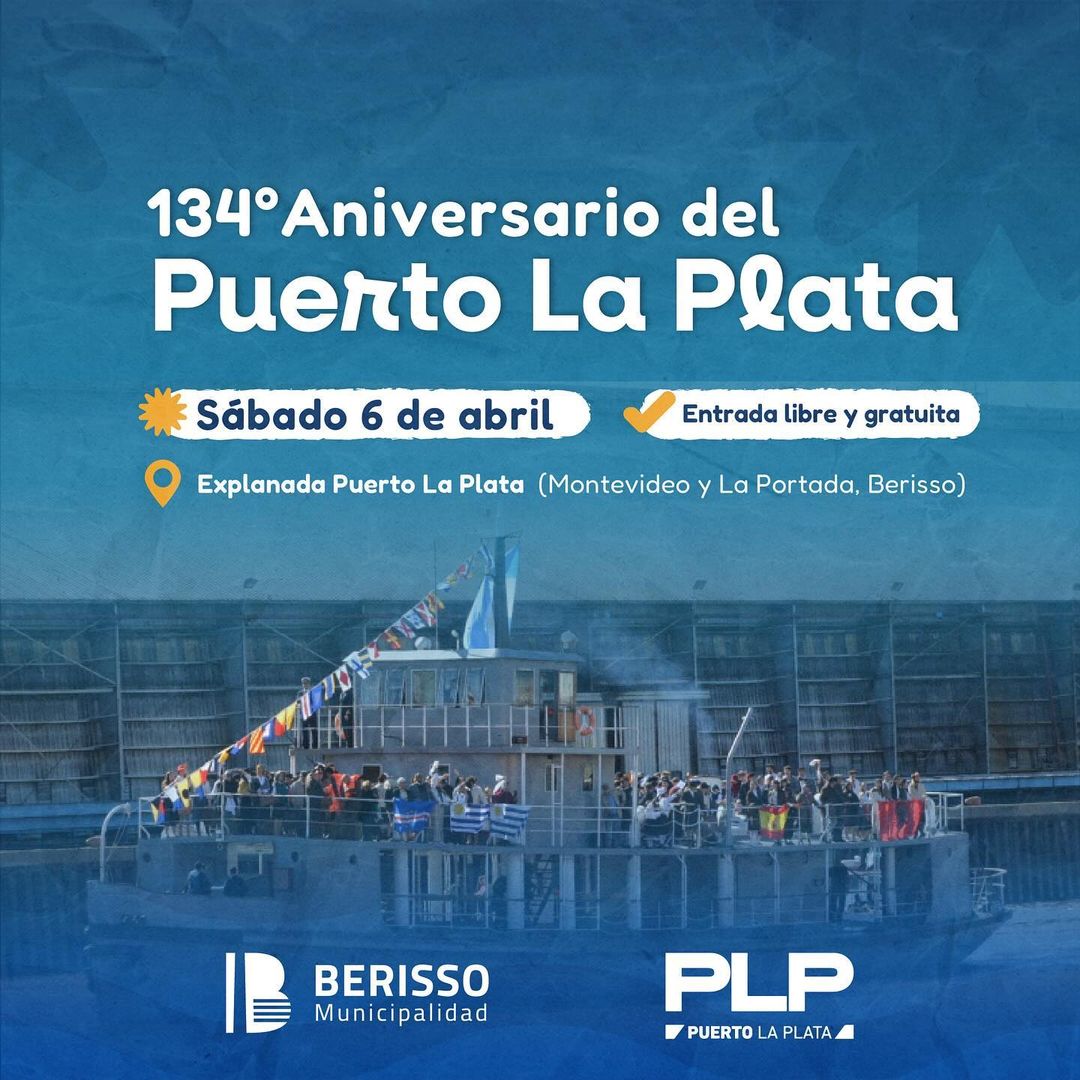 134° Aniversario del
Puerto La Plata
Sábado 6 de abril
Entrada libre y gratuita
Explanada Puerto La Plata (Montevideo y La Portada, Berisso)
BERISSO
Municipalidad
PLP
PUERTO LA PLATA